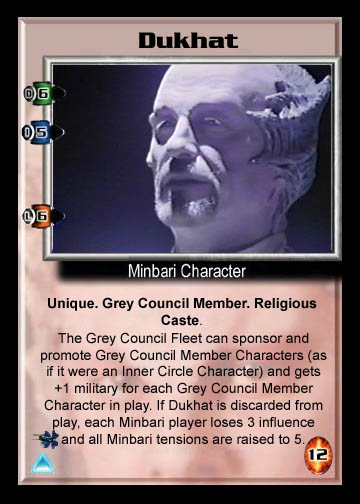 Dukhat
D 6
I 5
L 6
Minbari Character
Unique. Grey Council Member. Religious
Caste.
The Grey Council Fleet can sponsor and
promote Grey Council Member Characters (as
if it were an Inner Circle Character) and gets
+1 military for each Grey Council Member
Character in play. If Dukhat is discarded from
play, each Minbari player loses 3 influence
and all Minbari tensions are raised to 5.
12